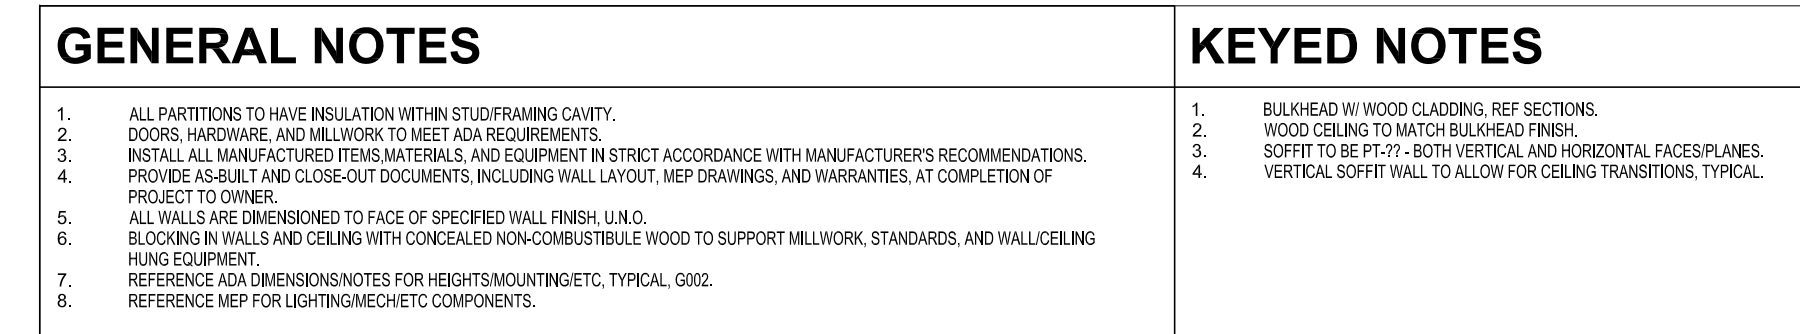 GENERAL NOTES
1. ALL PARTITIONS TO HAVE INSULATION WITHIN STUD/FRAMING CAVITY.
2. DOORS, HARDWARE, AND MILLWORK TO MEET ADA REQUIREMENTS.
3. INSTALL ALL MANUFACTURED ITEMS,MATERIALS, AND EQUIPMENT IN STRICT ACCORDANCE WITH MANUFACTURER'S RECOMMENDATIONS.
4. PROVIDE AS-BUILT AND CLOSE-OUT DOCUMENTS, INCLUDING WALL LAYOUT, MEP DRAWINGS, AND WARRANTIES, AT COMPLETION OF
PROJECT TO OWNER.
5. ALL WALLS ARE DIMENSIONED TO FACE OF SPECIFIED WALL FINISH, U.N.O.
6. BLOCKING IN WALLS AND CEILING WITH CONCEALED NON-COMBUSTIBULE WOOD TO SUPPORT MILLWORK, STANDARDS, AND WALL/CEILING
HUNG EQUIPMENT.
7. REFERENCE ADA DIMENSIONS/NOTES FOR HEIGHTS/MOUNTING/ETC, TYPICAL, G002.
8. REFERENCE MEP FOR LIGHTING/MECH/ETC COMPONENTS.
KEYED NOTES
1. BULKHEAD W/ WOOD CLADDING, REF SECTIONS.
2. WOOD CEILING TO MATCH BULKHEAD FINISH.
3. SOFFIT TO BE PT-?? - BOTH VERTICAL AND HORIZONTAL FACES/PLANES.
4. VERTICAL SOFFIT WALL TO ALLOW FOR CEILING TRANSITIONS, TYPICAL.